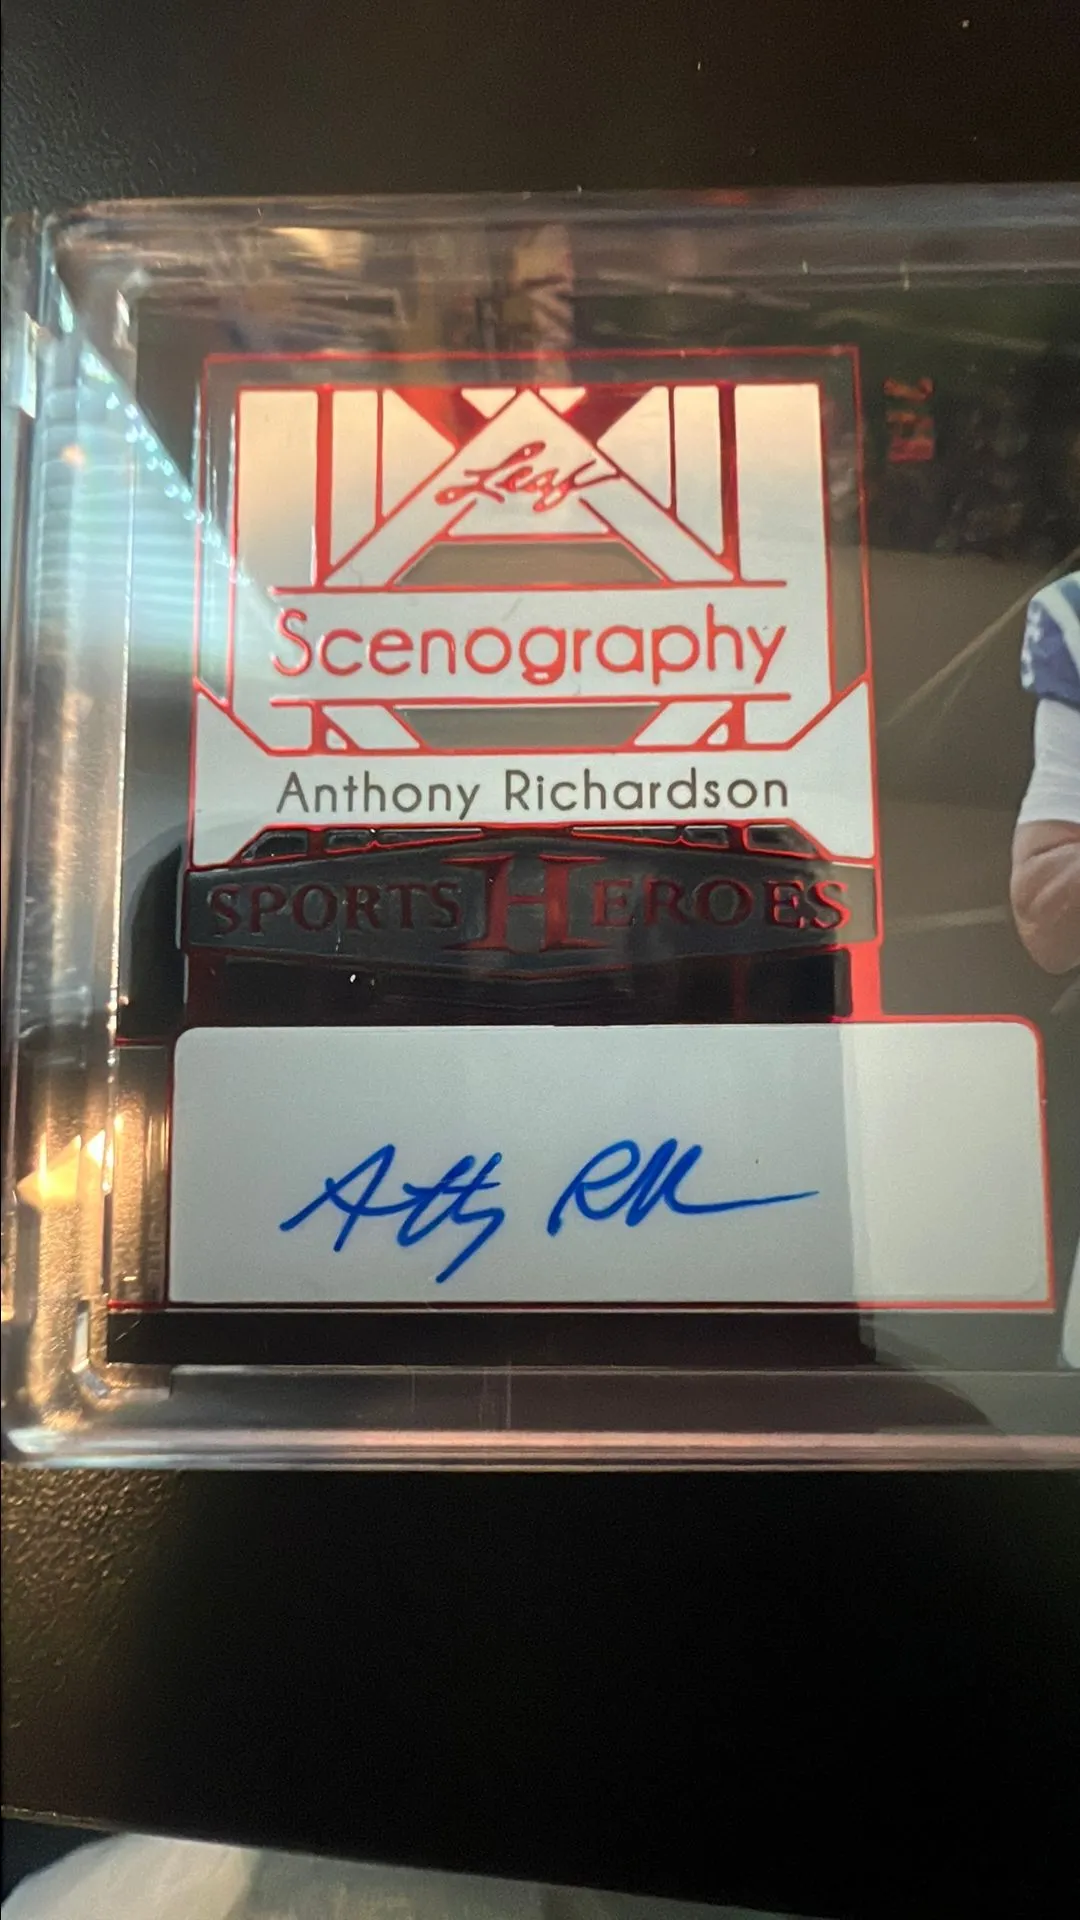 Leaf
Scenography
Anthony Richardson
SPORTS HEROES